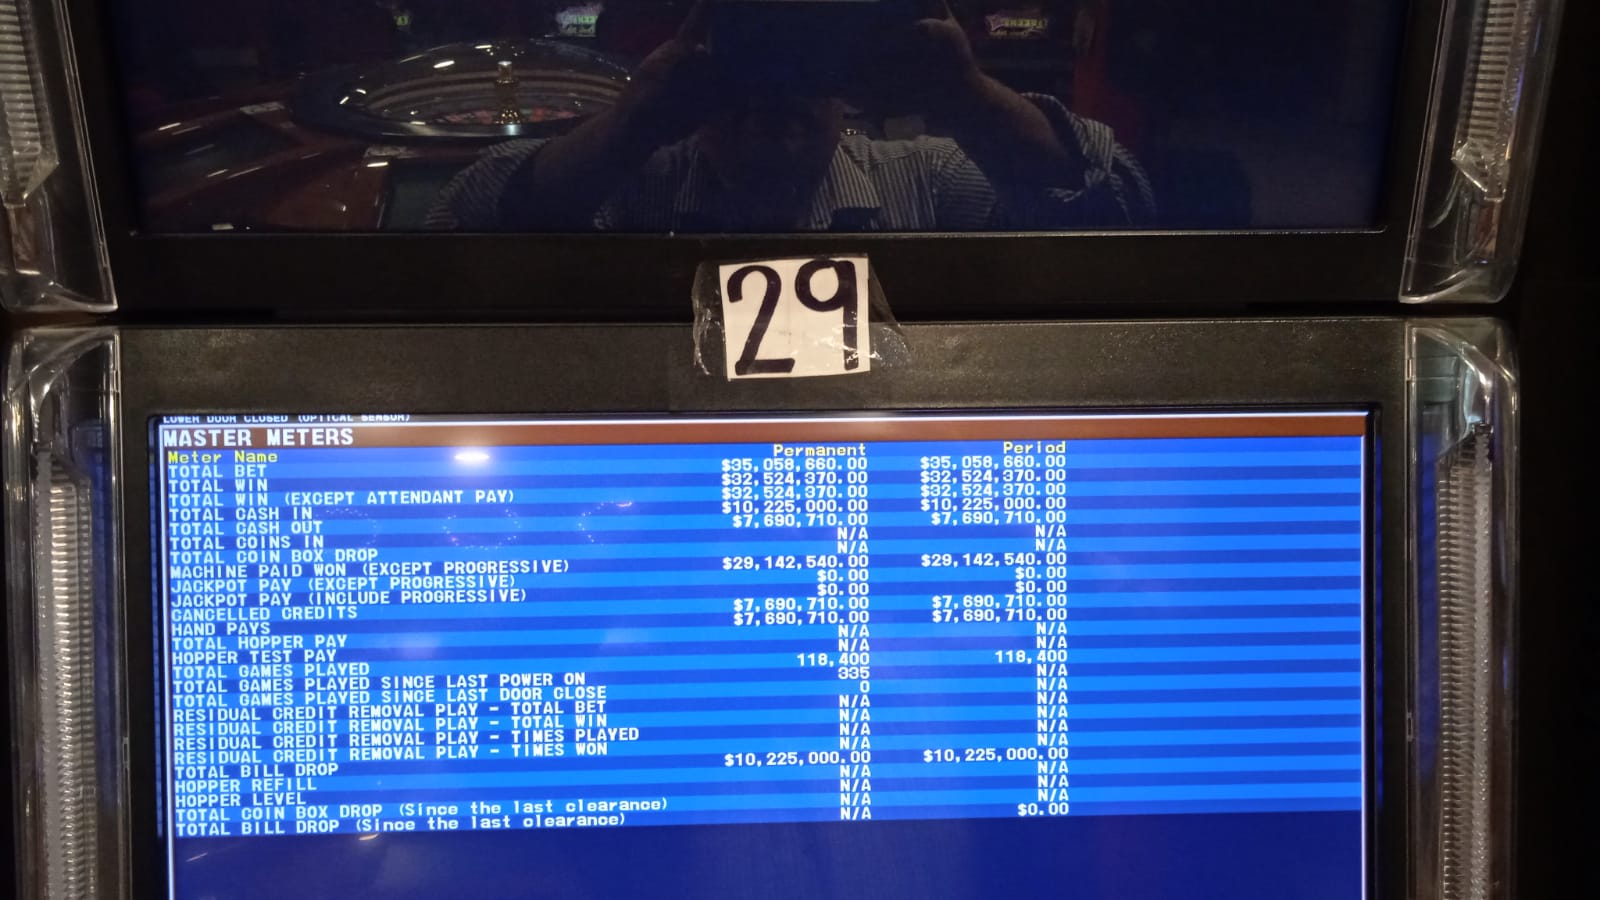 29
LOWER DOOR CLOSED (OPTICAL SENSOR)
MASTER METERS
Meter Name Permanent Period
TOTAL BET $35,058,660.00 $35,058,660.00
TOTAL WIN $32,524,370.00 $32,524,370.00
TOTAL WIN (EXCEPT ATTENDANT PAY) $32,524,370.00 $32,524,370.00
TOTAL CASH IN $10,225,000.00 $10,225,000.00
TOTAL CASH OUT $7,690,710.00 $7,690,710.00
TOTAL COINS IN N/A N/A
TOTAL COIN BOX DROP N/A N/A
MACHINE PAID WON (EXCEPT PROGRESSIVE) $29,142,540.00 $29,142,540.00
JACKPOT PAY (EXCEPT PROGRESSIVE) $0.00 $0.00
JACKPOT PAY (INCLUDE PROGRESSIVE) $0.00 $0.00
CANCELLED CREDITS $7,690,710.00 $7,690,710.00
HAND PAYS $7,690,710.00 $7,690,710.00
TOTAL HOPPER PAY N/A N/A
HOPPER TEST PAY N/A N/A
TOTAL GAMES PLAYED 118,400 118,400
TOTAL GAMES PLAYED SINCE LAST POWER ON 335 N/A
TOTAL GAMES PLAYED SINCE LAST DOOR CLOSE 0 N/A
RESIDUAL CREDIT REMOVAL PLAY - TOTAL BET N/A N/A
RESIDUAL CREDIT REMOVAL PLAY - TOTAL WIN N/A N/A
RESIDUAL CREDIT REMOVAL PLAY - TIMES PLAYED N/A N/A
RESIDUAL CREDIT REMOVAL PLAY - TIMES WON N/A N/A
TOTAL BILL DROP $10,225,000.00 $10,225,000.00
HOPPER REFILL N/A N/A
HOPPER LEVEL N/A N/A
TOTAL COIN BOX DROP (Since the last clearance) N/A N/A
TOTAL BILL DROP (Since the last clearance) N/A $0.00